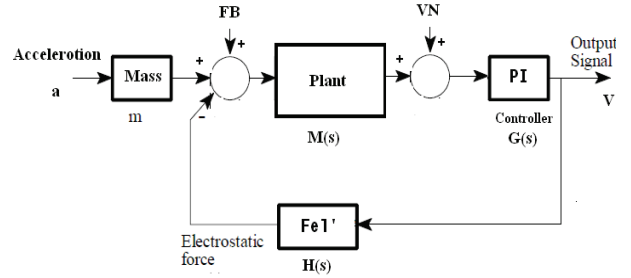 FB
VN
Accelerotion
a
Mass
m
+
+
-
Plant
M(s)
+
+
PI
Controller
G(s)
Output
Signal
V
Fel'
H(s)
Electrostatic
force